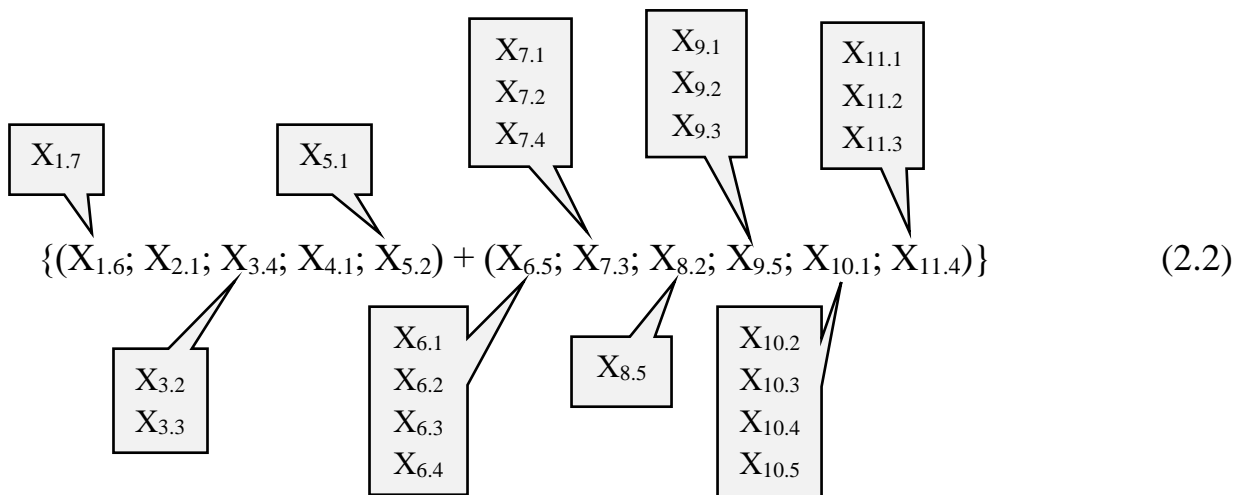 X₇.₁
X₇.₂
X₇.₄
X₉.₁
X₉.₂
X₉.₃
X₁₁.₁
X₁₁.₂
X₁₁.₃
X₁.₇
X₅.₁
{(X₁.₆; X₂.₁; X₃.₄; X₄.₁; X₅.₂) + (X₆.₅; X₇.₃; X₈.₂; X₉.₅; X₁₀.₁; X₁₁.₄)} (2.2)
X₃.₂
X₃.₃
X₆.₁
X₆.₂
X₆.₃
X₆.₄
X₈.₅
X₁₀.₂
X₁₀.₃
X₁₀.₄
X₁₀.₅